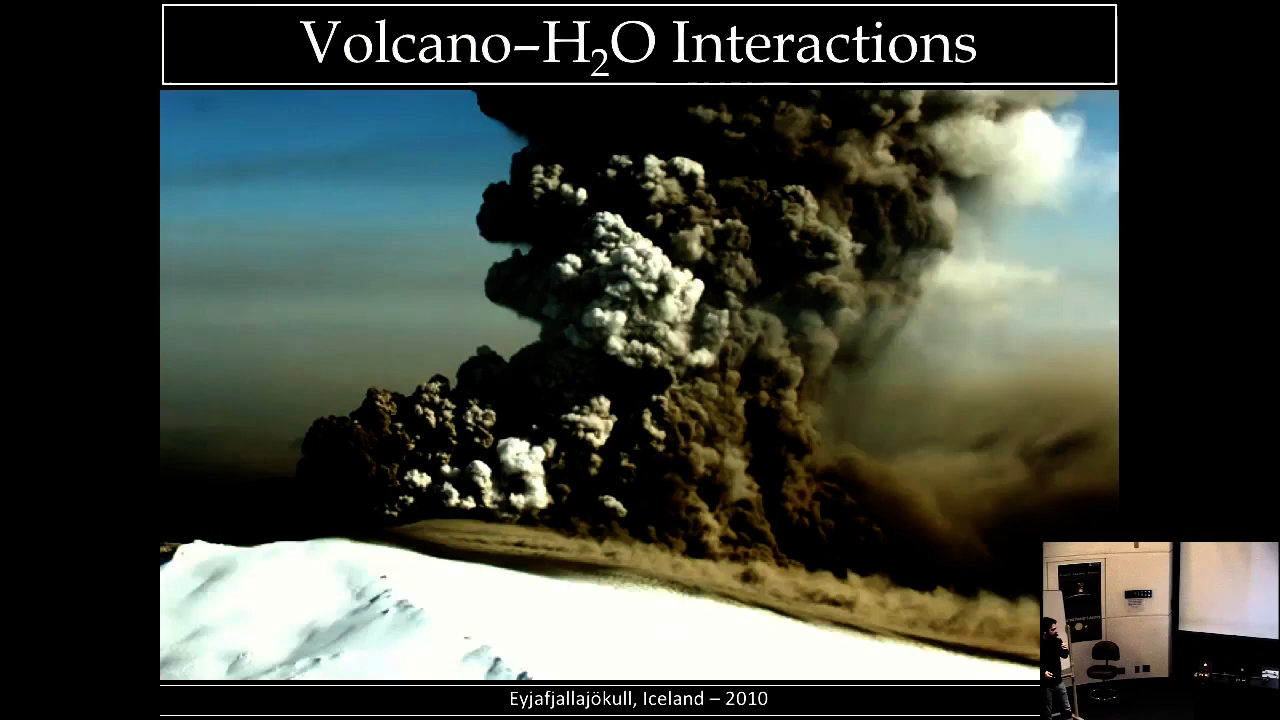 Volcano–H₂O Interactions
Eyjafjallajökull, Iceland – 2010